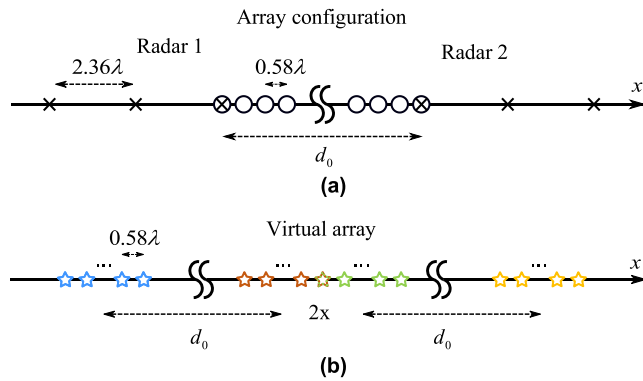 Array configuration
Radar 1
Radar 2
2.36λ
0.58λ
x
d₀
(a)
Virtual array
0.58λ
...
...
...
...
x
d₀
2x
d₀
(b)